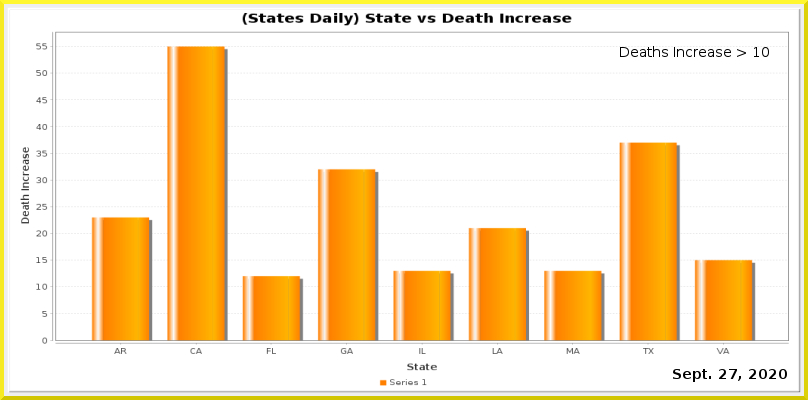 (States Daily) State vs Death Increase
Deaths Increase > 10
Death Increase
55
50
45
40
35
30
25
20
15
10
5
0
AR CA FL GA IL LA MA TX VA
State
Sept. 27, 2020
Series 1